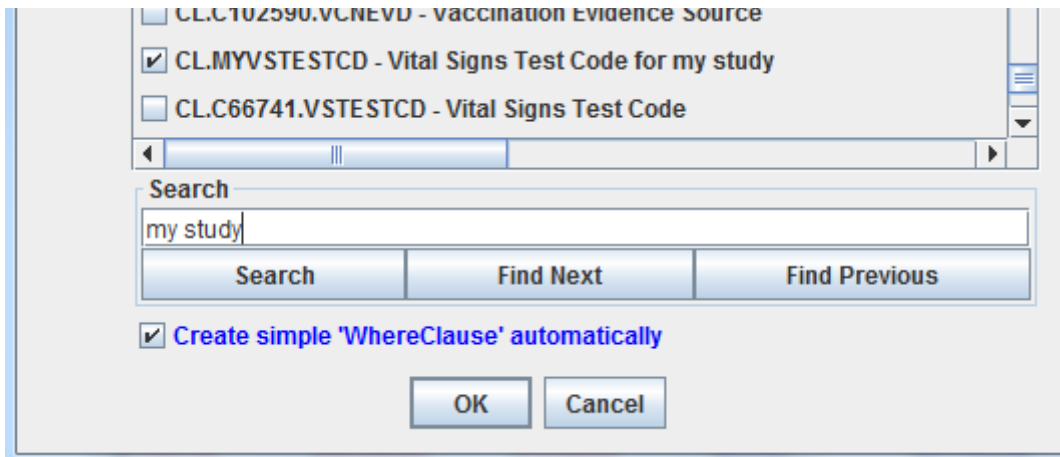 CL.C102590.VCNEVD - Vaccination Evidence Source
CL.MYVSTESTCD - Vital Signs Test Code for my study
CL.C66741.VSTESTCD - Vital Signs Test Code
Search
my study
Search Find Next Find Previous
Create simple 'WhereClause' automatically
OK Cancel